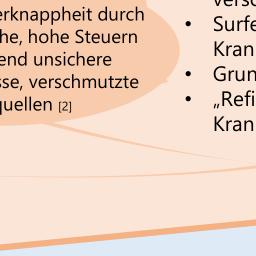 erknappheit durch
he, hohe Steuern
end unsichere
sse, verschmutzte
quellen [2]
versc
• Surfe
Kran
• Grun
• „Refi
Kran